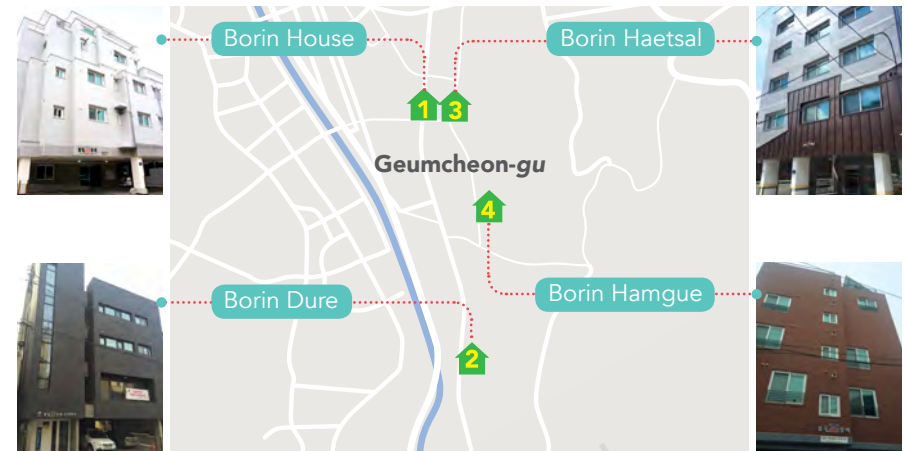 Borin House
Borin Haetsal
1
3
Geumcheon-gu
4
Borin Dure
Borin Hamgue
2